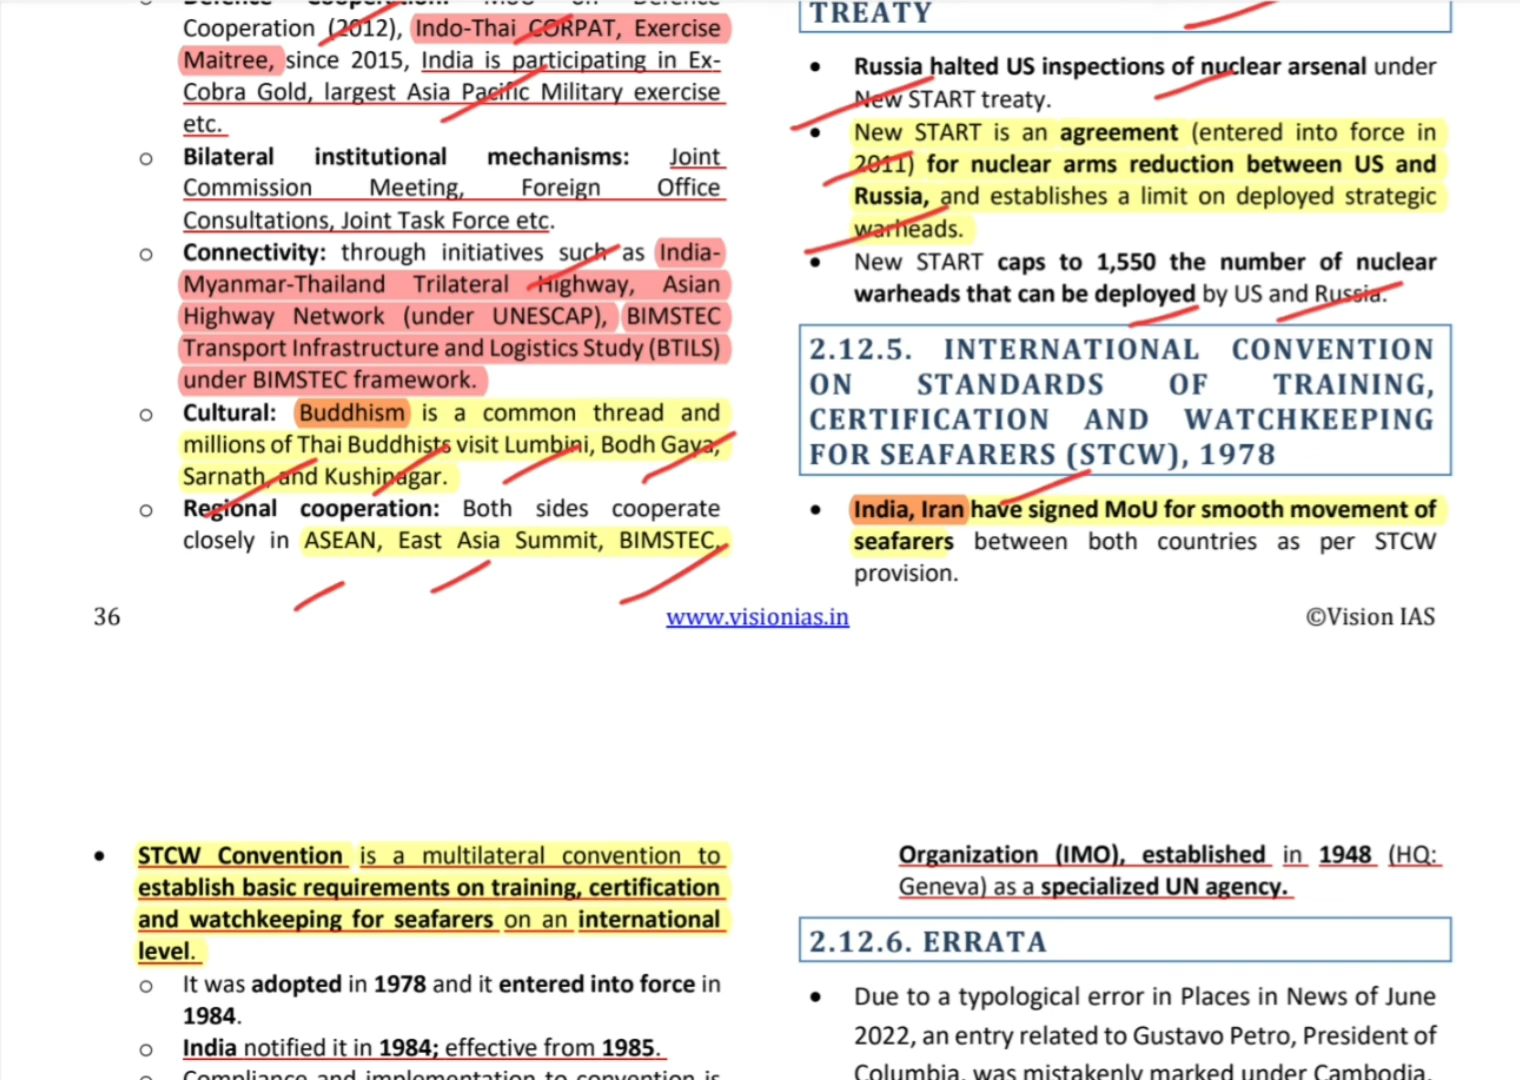 Cooperation (2012), Indo-Thai CORPAT, Exercise
Maitree, since 2015, India is participating in Ex-
Cobra Gold, largest Asia Pacific Military exercise
etc.
o Bilateral institutional mechanisms: Joint
Commission Meeting, Foreign Office
Consultations, Joint Task Force etc.
o Connectivity: through initiatives such as India-
Myanmar-Thailand Trilateral Highway, Asian
Highway Network (under UNESCAP), BIMSTEC
Transport Infrastructure and Logistics Study (BTILS)
under BIMSTEC framework.
o Cultural: Buddhism is a common thread and
millions of Thai Buddhists visit Lumbini, Bodh Gaya,
Sarnath, and Kushinagar.
o Regional cooperation: Both sides cooperate
closely in ASEAN, East Asia Summit, BIMSTEC,
TREATY
• Russia halted US inspections of nuclear arsenal under
New START treaty.
• New START is an agreement (entered into force in
2011) for nuclear arms reduction between US and
Russia, and establishes a limit on deployed strategic
warheads.
• New START caps to 1,550 the number of nuclear
warheads that can be deployed by US and Russia.
2.12.5. INTERNATIONAL CONVENTION
ON STANDARDS OF TRAINING,
CERTIFICATION AND WATCHKEEPING
FOR SEAFARERS (STCW), 1978
• India, Iran have signed MoU for smooth movement of
seafarers between both countries as per STCW
provision.
36 www.visionias.in ©Vision IAS
• STCW Convention is a multilateral convention to
establish basic requirements on training, certification
and watchkeeping for seafarers on an international
level.
o It was adopted in 1978 and it entered into force in
1984.
o India notified it in 1984; effective from 1985.
o Compliance and implementation to convention is
Organization (IMO), established in 1948 (HQ:
Geneva) as a specialized UN agency.
2.12.6. ERRATA
• Due to a typological error in Places in News of June
2022, an entry related to Gustavo Petro, President of
Columbia, was mistakenly marked under Cambodia.